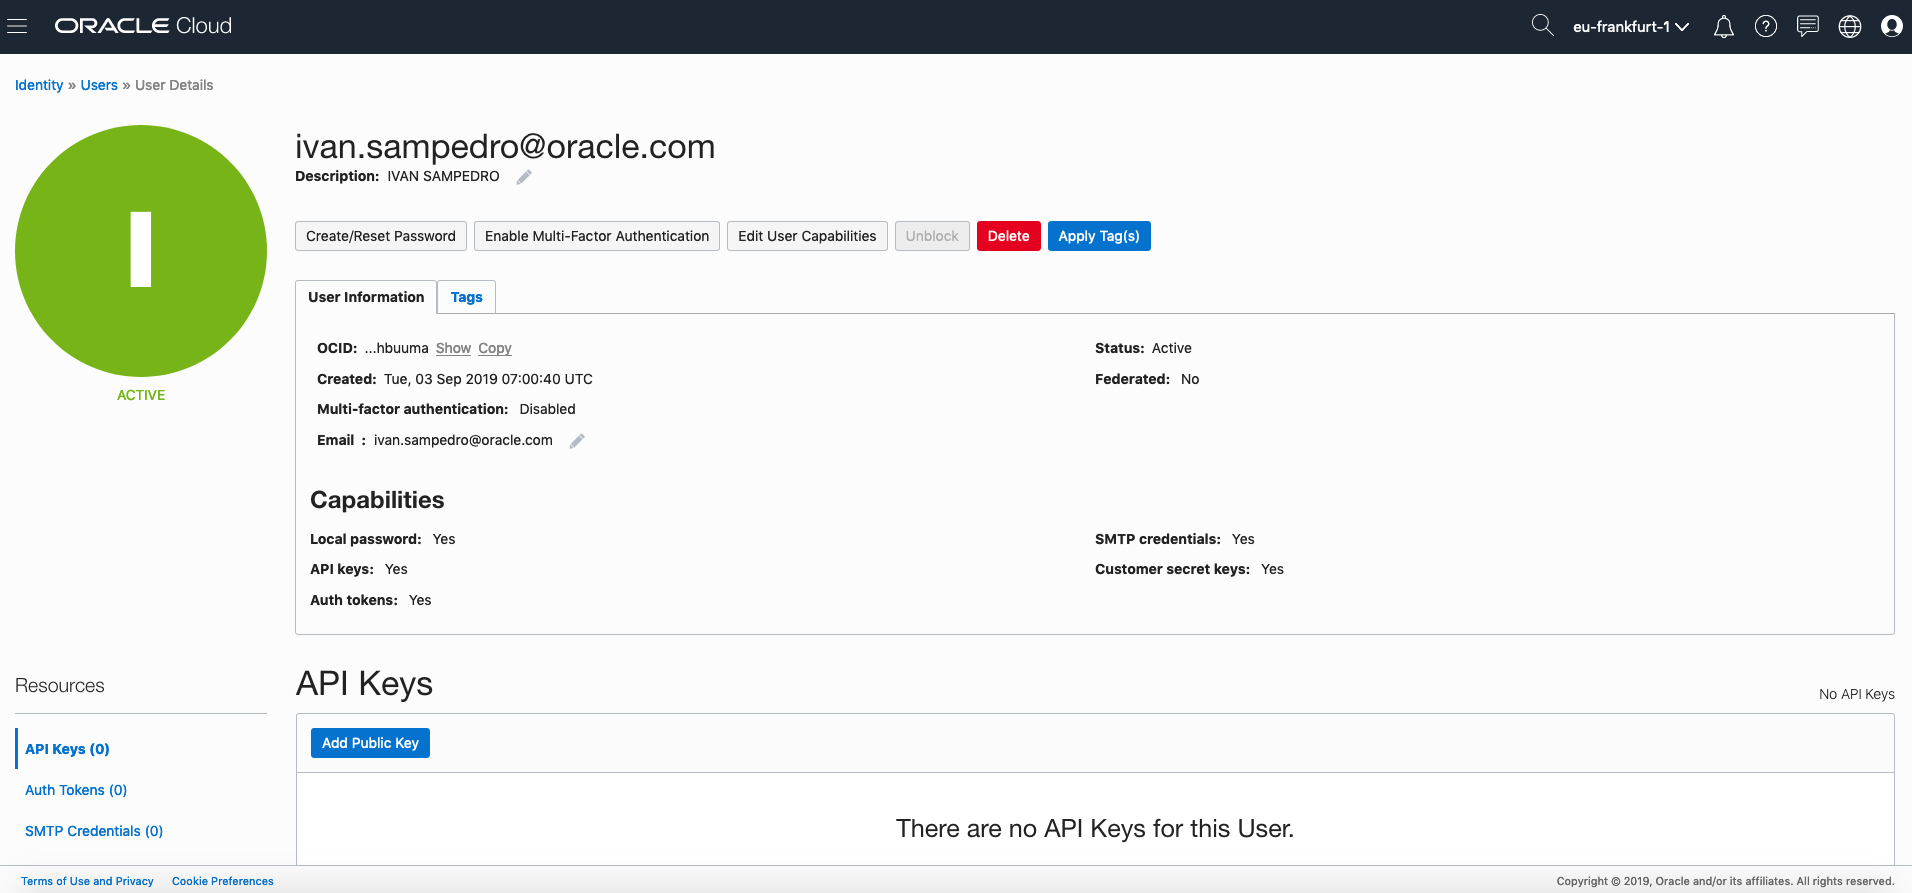 ORACLE Cloud
eu-frankfurt-1
Identity » Users » User Details
I
ACTIVE
ivan.sampedro@oracle.com
Description: IVAN SAMPEDRO
Create/Reset Password Enable Multi-Factor Authentication Edit User Capabilities Unblock Delete Apply Tag(s)
User Information Tags
OCID: ...hbuuma Show Copy
Created: Tue, 03 Sep 2019 07:00:40 UTC
Multi-factor authentication: Disabled
Email : ivan.sampedro@oracle.com
Status: Active
Federated: No
Capabilities
Local password: Yes
API keys: Yes
Auth tokens: Yes
SMTP credentials: Yes
Customer secret keys: Yes
Resources
API Keys (0)
Auth Tokens (0)
SMTP Credentials (0)
API Keys
No API Keys
Add Public Key
There are no API Keys for this User.
Terms of Use and Privacy Cookie Preferences
Copyright © 2019, Oracle and/or its affiliates. All rights reserved.